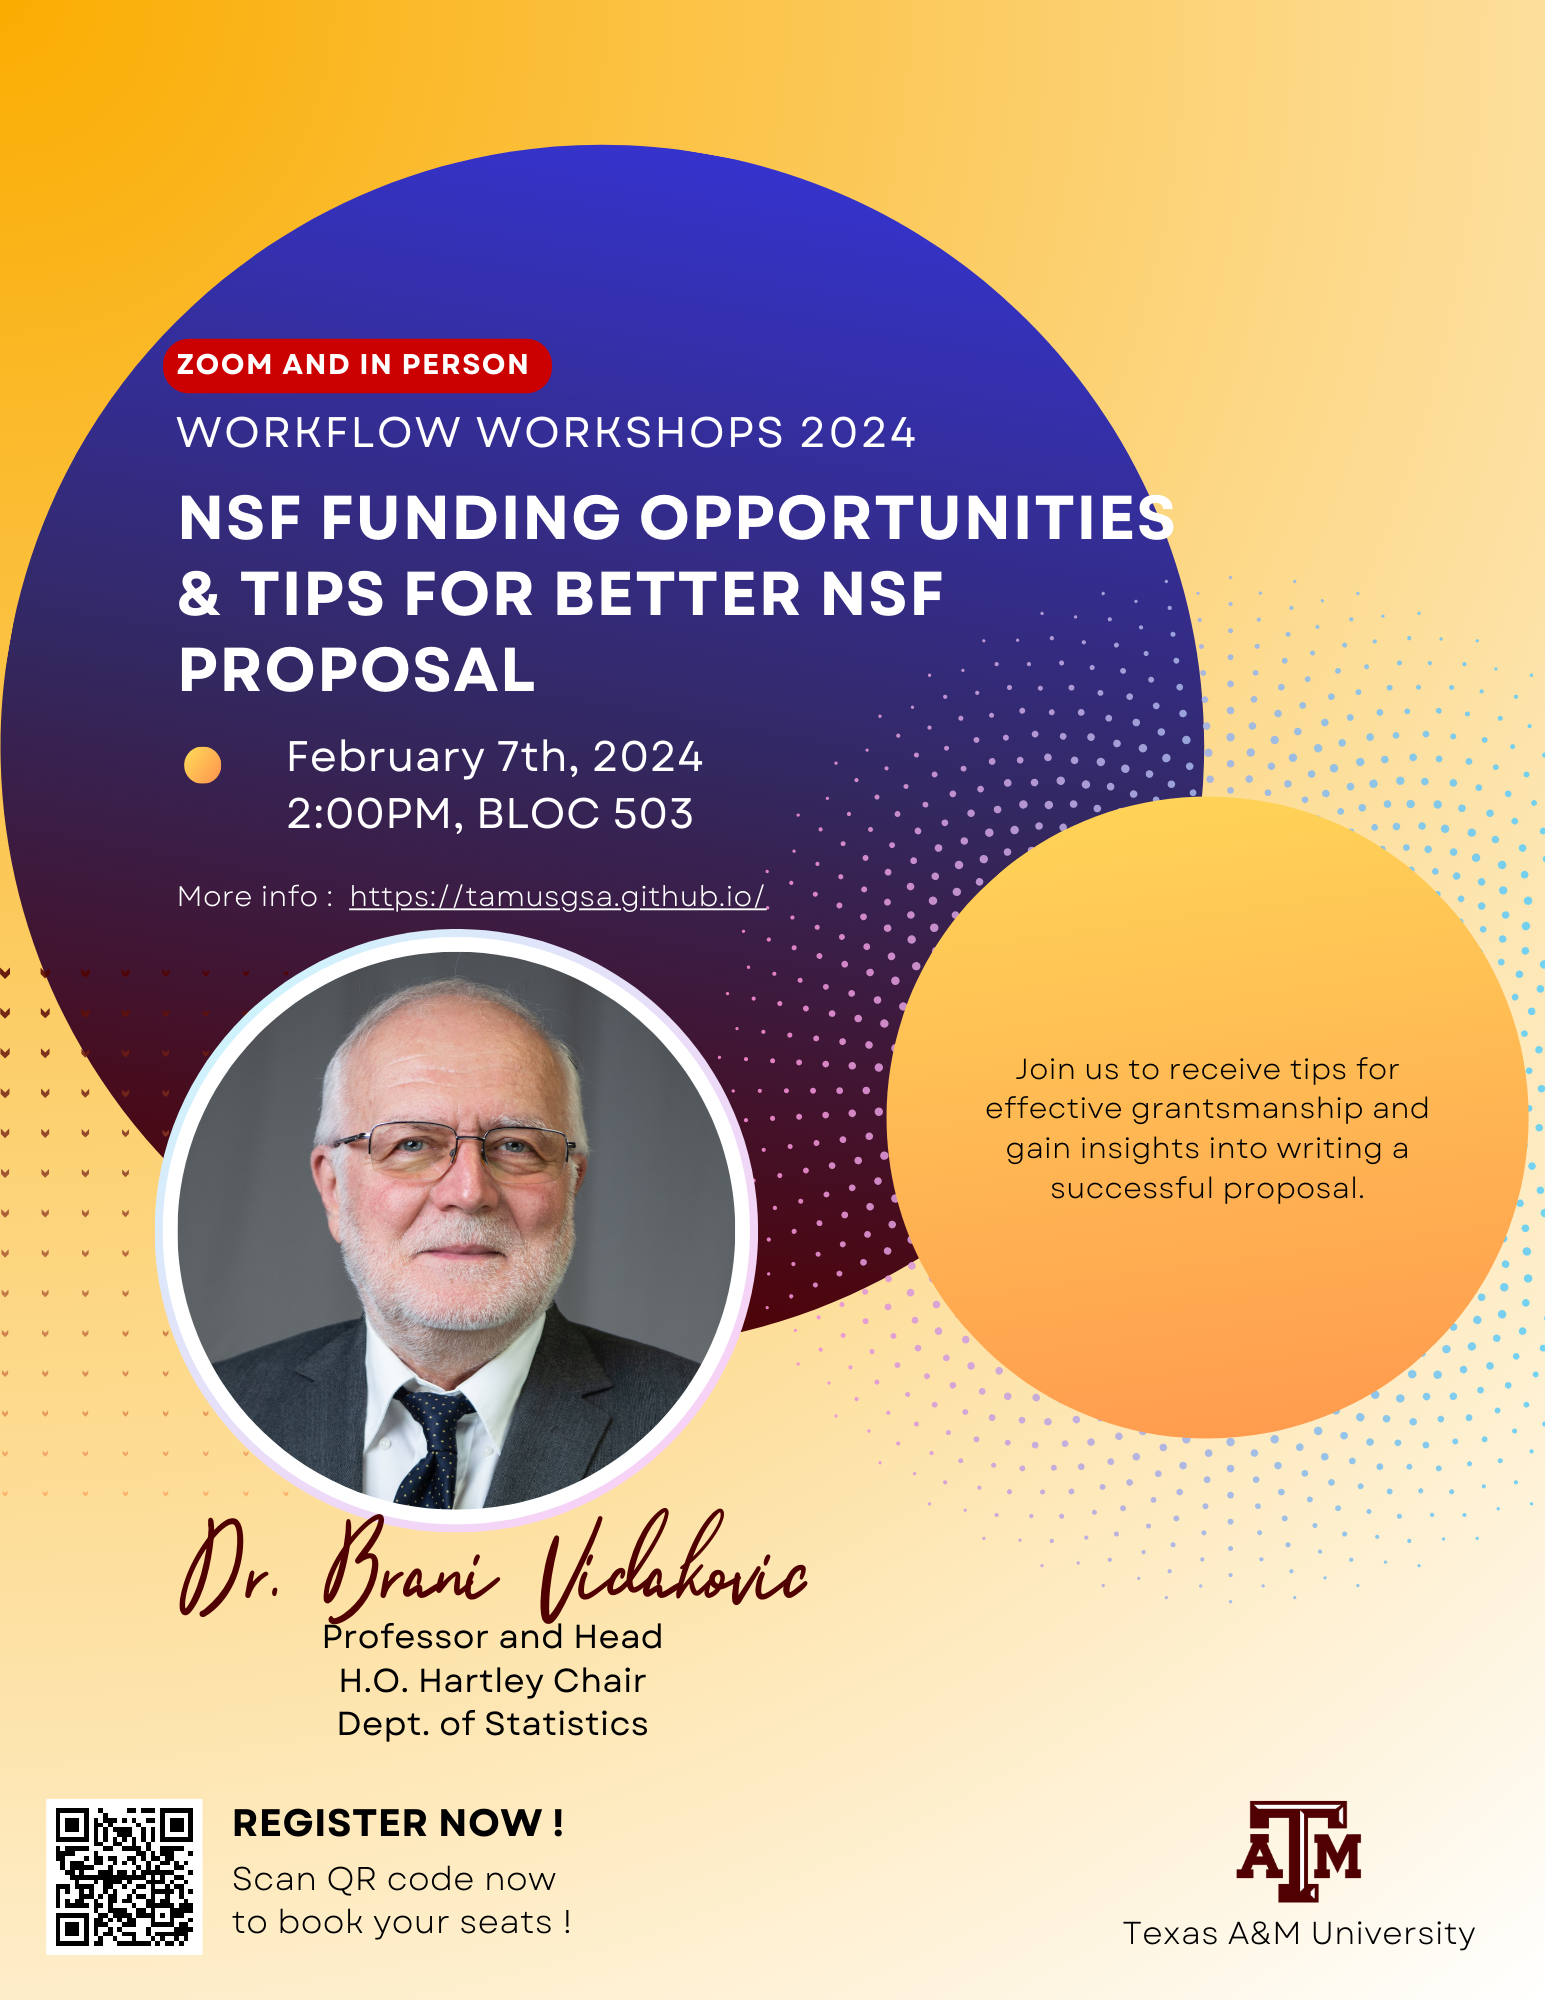 ZOOM AND IN PERSON
WORKFLOW WORKSHOPS 2024
NSF FUNDING OPPORTUNITIES
& TIPS FOR BETTER NSF
PROPOSAL
February 7th, 2024
2:00PM, BLOC 503
More info : https://tamusgsa.github.io/
Join us to receive tips for
effective grantsmanship and
gain insights into writing a
successful proposal.
Dr. Brani Vidakovic
Professor and Head
H.O. Hartley Chair
Dept. of Statistics
REGISTER NOW !
Scan QR code now
to book your seats !
ATM
Texas A&M University